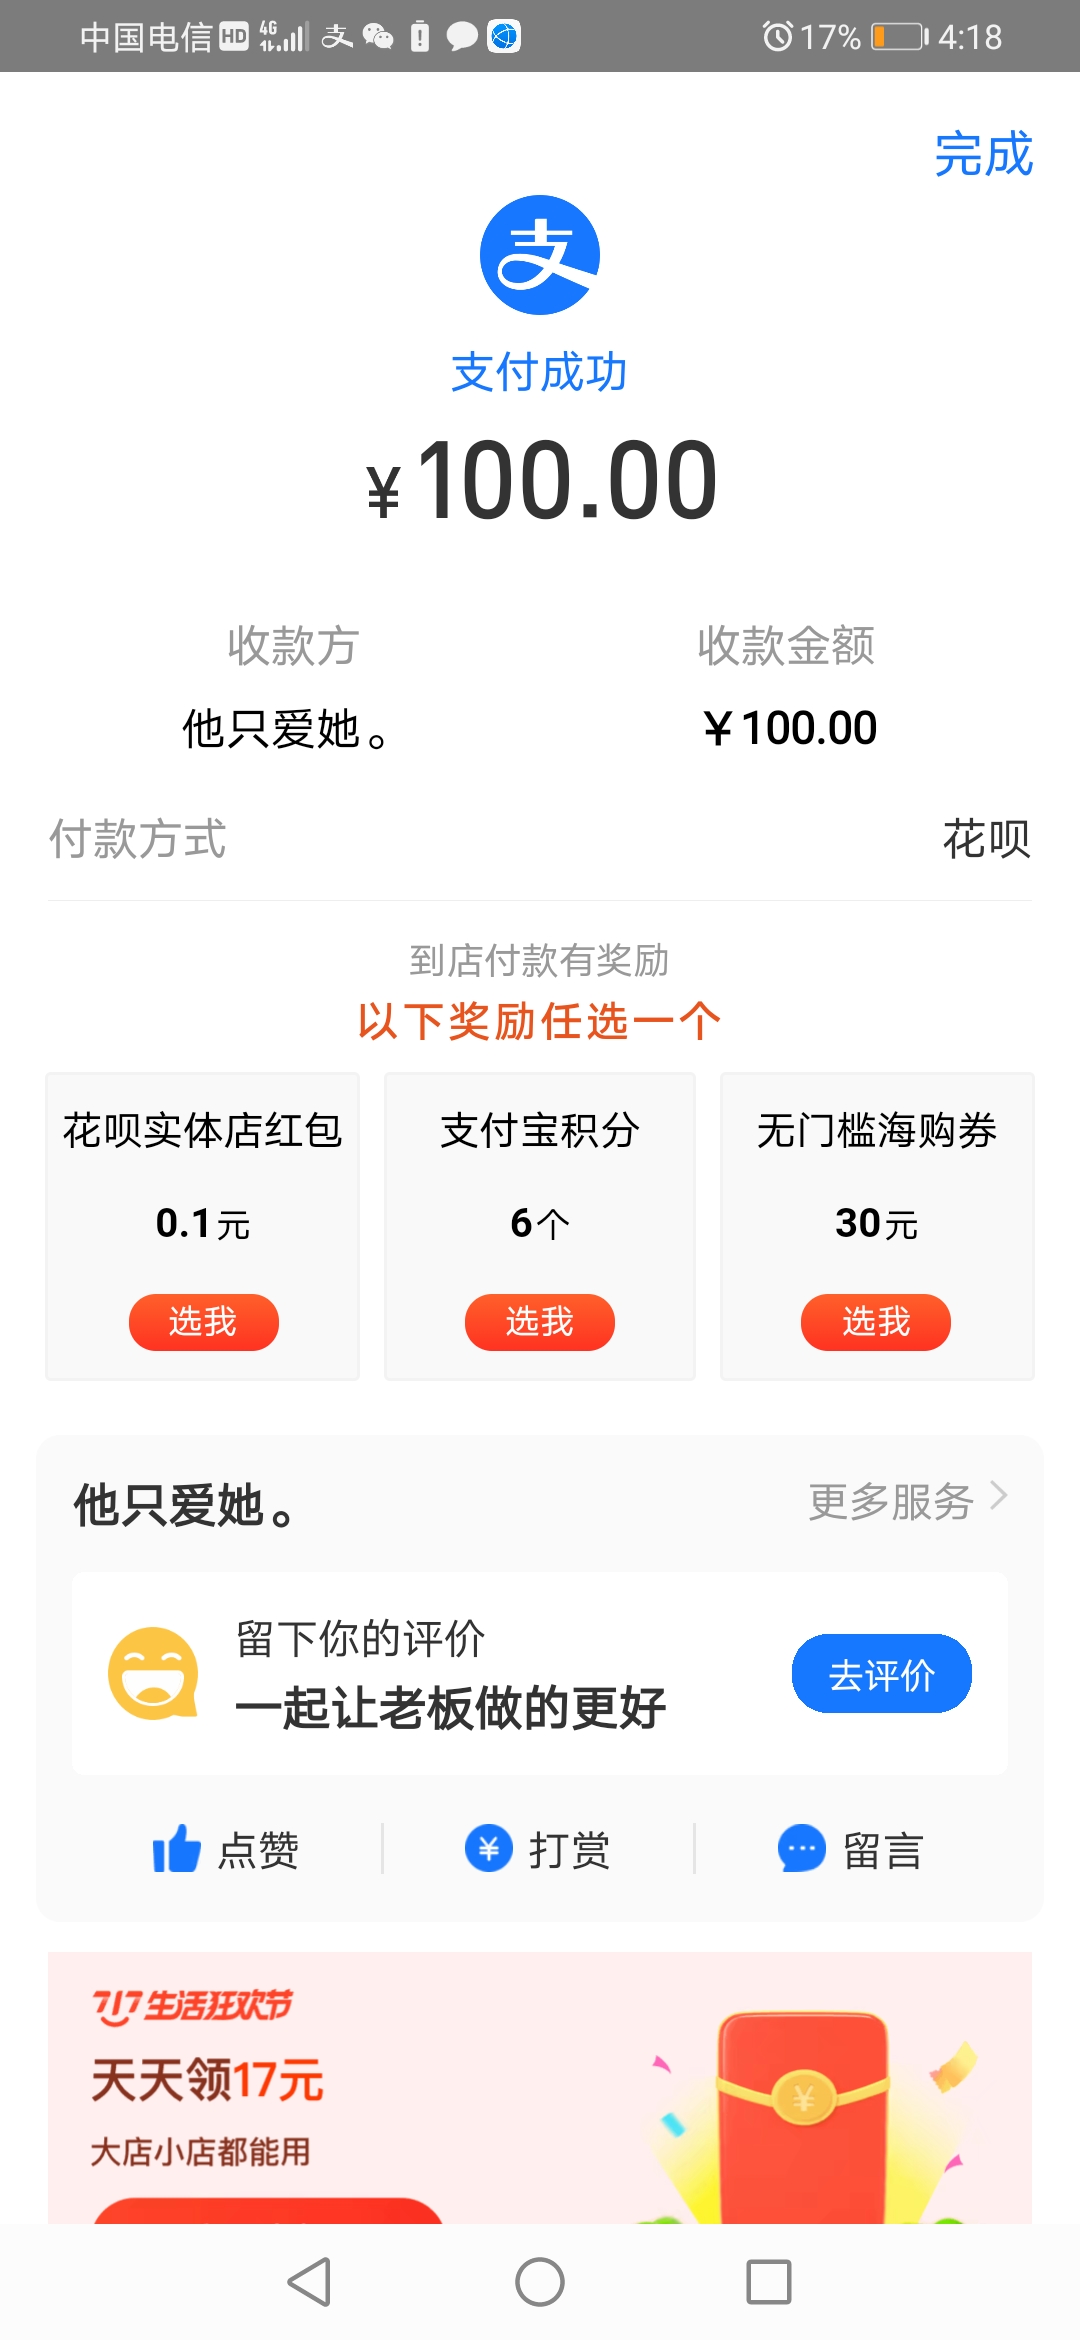 中国电信 HD 4G 17% 4:18
完成
支
支付成功
¥100.00
收款方 收款金额
他只爱她。 ￥100.00
付款方式 花呗
到店付款有奖励
以下奖励任选一个
花呗实体店红包 支付宝积分 无门槛海购券
0.1元 6个 30元
选我 选我 选我
他只爱她。 更多服务
留下你的评价
一起让老板做的更好
去评价
点赞 ¥ 打赏 留言
717生活狂欢节
天天领17元
大店小店都能用
¥